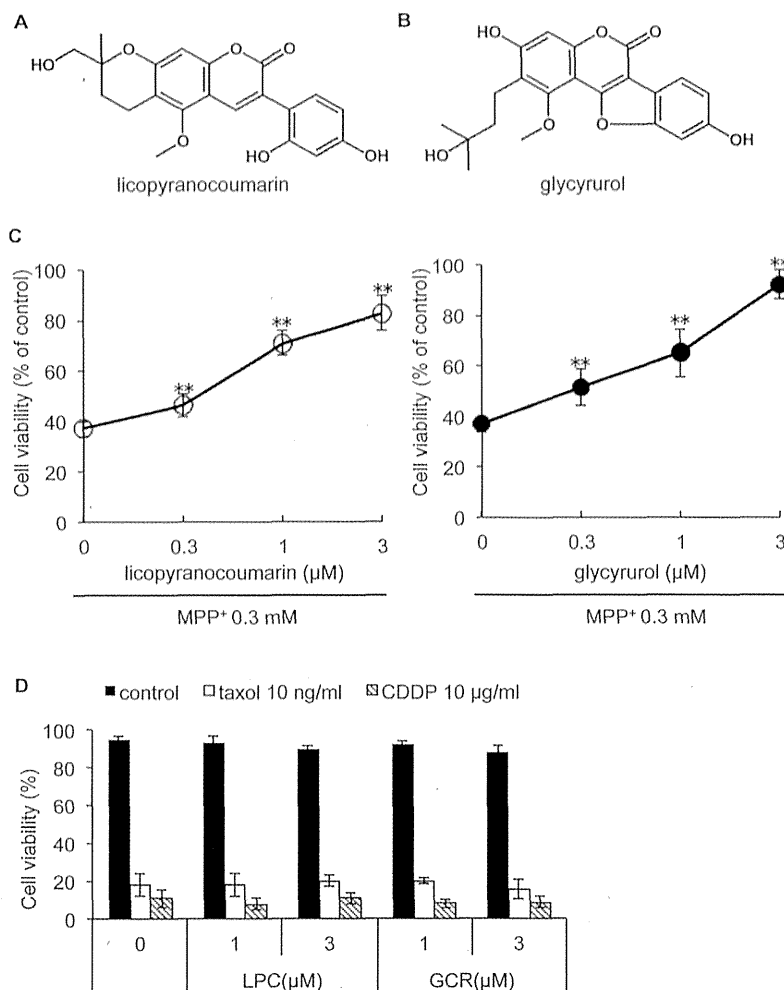 A
B
HO
O
O
O
O
HO
OH
licopyranocoumarin
HO
O
O
O
O
HO
OH
glycyrurol
C
Cell viability (% of control)
100
80
60
40
20
0
**
**
**
0 0.3 1 3
licopyranocoumarin (µM)
MPP+ 0.3 mM
Cell viability (% of control)
100
80
60
40
20
0
**
**
**
0 0.3 1 3
glycyrurol (µM)
MPP+ 0.3 mM
D
control taxol 10 ng/ml CDDP 10 µg/ml
Cell viability (%)
100
80
60
40
20
0
0 1 3 1 3
LPC(µM) GCR(µM)